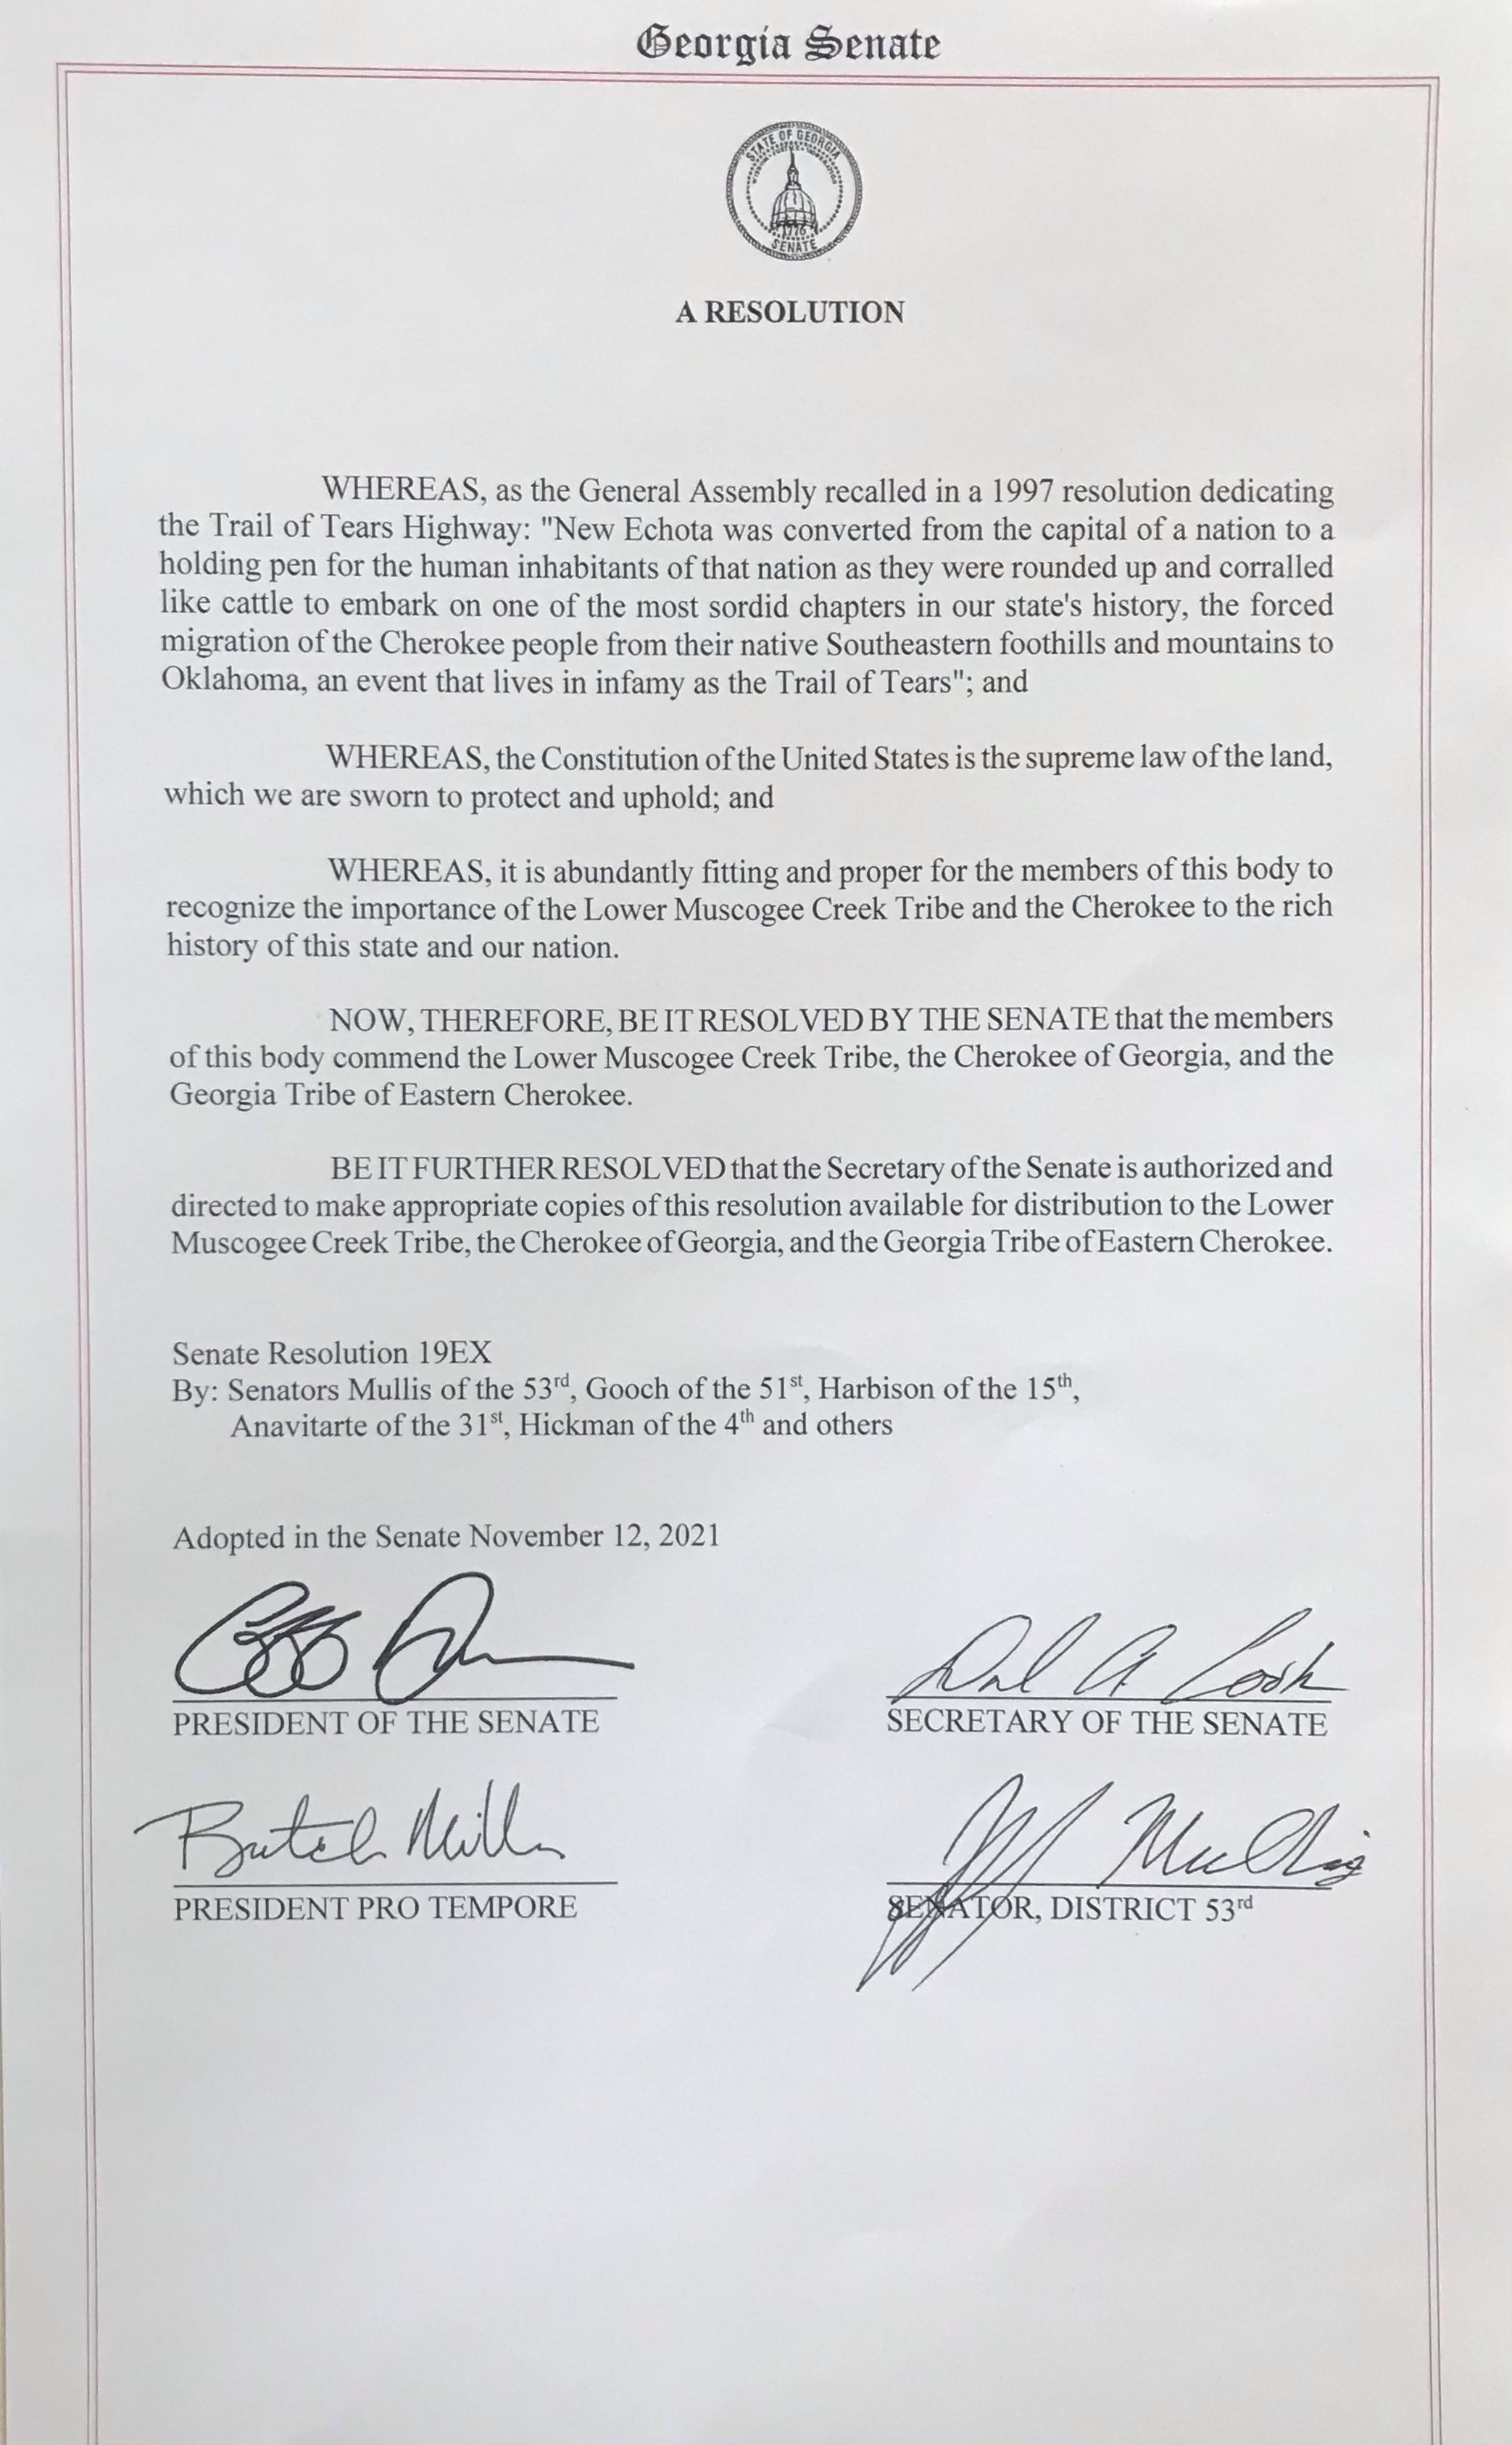 Georgia Senate
STATE OF GEORGIA
1776
SENATE
A RESOLUTION
WHEREAS, as the General Assembly recalled in a 1997 resolution dedicating
the Trail of Tears Highway: "New Echota was converted from the capital of a nation to a
holding pen for the human inhabitants of that nation as they were rounded up and corralled
like cattle to embark on one of the most sordid chapters in our state's history, the forced
migration of the Cherokee people from their native Southeastern foothills and mountains to
Oklahoma, an event that lives in infamy as the Trail of Tears"; and
WHEREAS, the Constitution of the United States is the supreme law of the land,
which we are sworn to protect and uphold; and
WHEREAS, it is abundantly fitting and proper for the members of this body to
recognize the importance of the Lower Muscogee Creek Tribe and the Cherokee to the rich
history of this state and our nation.
NOW, THEREFORE, BE IT RESOLVED BY THE SENATE that the members
of this body commend the Lower Muscogee Creek Tribe, the Cherokee of Georgia, and the
Georgia Tribe of Eastern Cherokee.
BE IT FURTHER RESOLVED that the Secretary of the Senate is authorized and
directed to make appropriate copies of this resolution available for distribution to the Lower
Muscogee Creek Tribe, the Cherokee of Georgia, and the Georgia Tribe of Eastern Cherokee.
Senate Resolution 19EX
By: Senators Mullis of the 53rd, Gooch of the 51st, Harbison of the 15th,
Anavitarte of the 31st, Hickman of the 4th and others
Adopted in the Senate November 12, 2021
PRESIDENT OF THE SENATE
SECRETARY OF THE SENATE
Butch Miller
Mullis
PRESIDENT PRO TEMPORE
SENATOR, DISTRICT 53rd